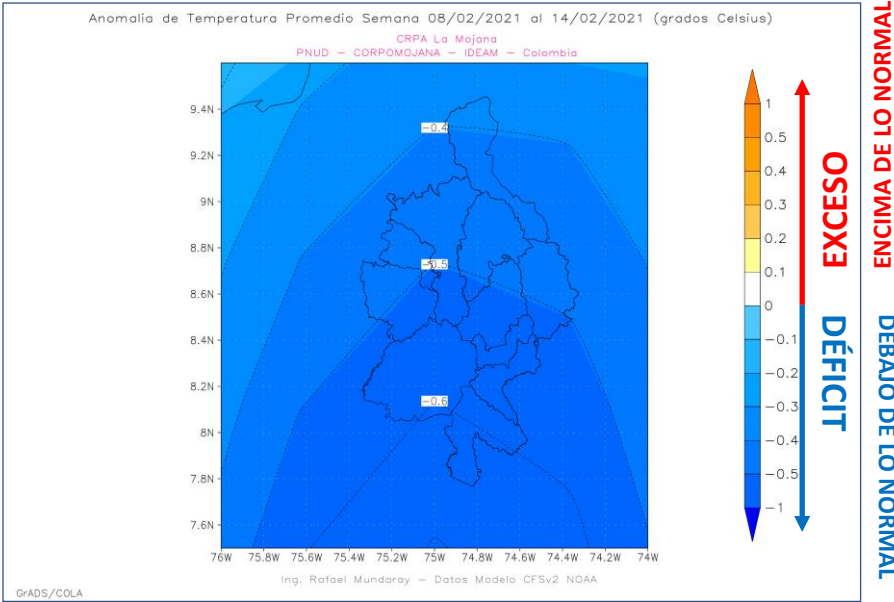 Anomalia de Temperatura Promedio Semana 08/02/2021 al 14/02/2021 (grados Celsius)
CRPA La Mojana
PNUD – CORPOMOJANA – IDEAM – Colombia
9.4N
9.2N
9N
8.8N
8.6N
8.4N
8.2N
8N
7.8N
7.6N
-0.4
-0.5
-0.6
76W 75.8W 75.6W 75.4W 75.2W 75W 74.8W 74.6W 74.4W 74.2W 74W
1
0.5
0.4
0.3
0.2
0.1
0
-0.1
-0.2
-0.3
-0.4
-0.5
-1
EXCESO
DÉFICIT
ENCIMA DE LO NORMAL
DEBAJO DE LO NORMAL
Ing. Rafael Mundaray – Datos Modelo CFSv2 NOAA
GrADS/COLA